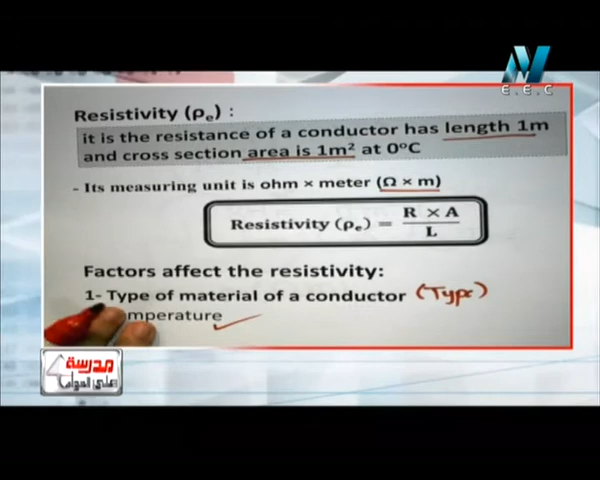 E.E.C
Resistivity (ρₑ) :
it is the resistance of a conductor has length 1m
and cross section area is 1m² at 0°C
- Its measuring unit is ohm × meter (Ω × m)
Resistivity (ρₑ) = R × A / L
Factors affect the resistivity:
1- Type of material of a conductor (Type)
mperature
مدرسة
على الهواء